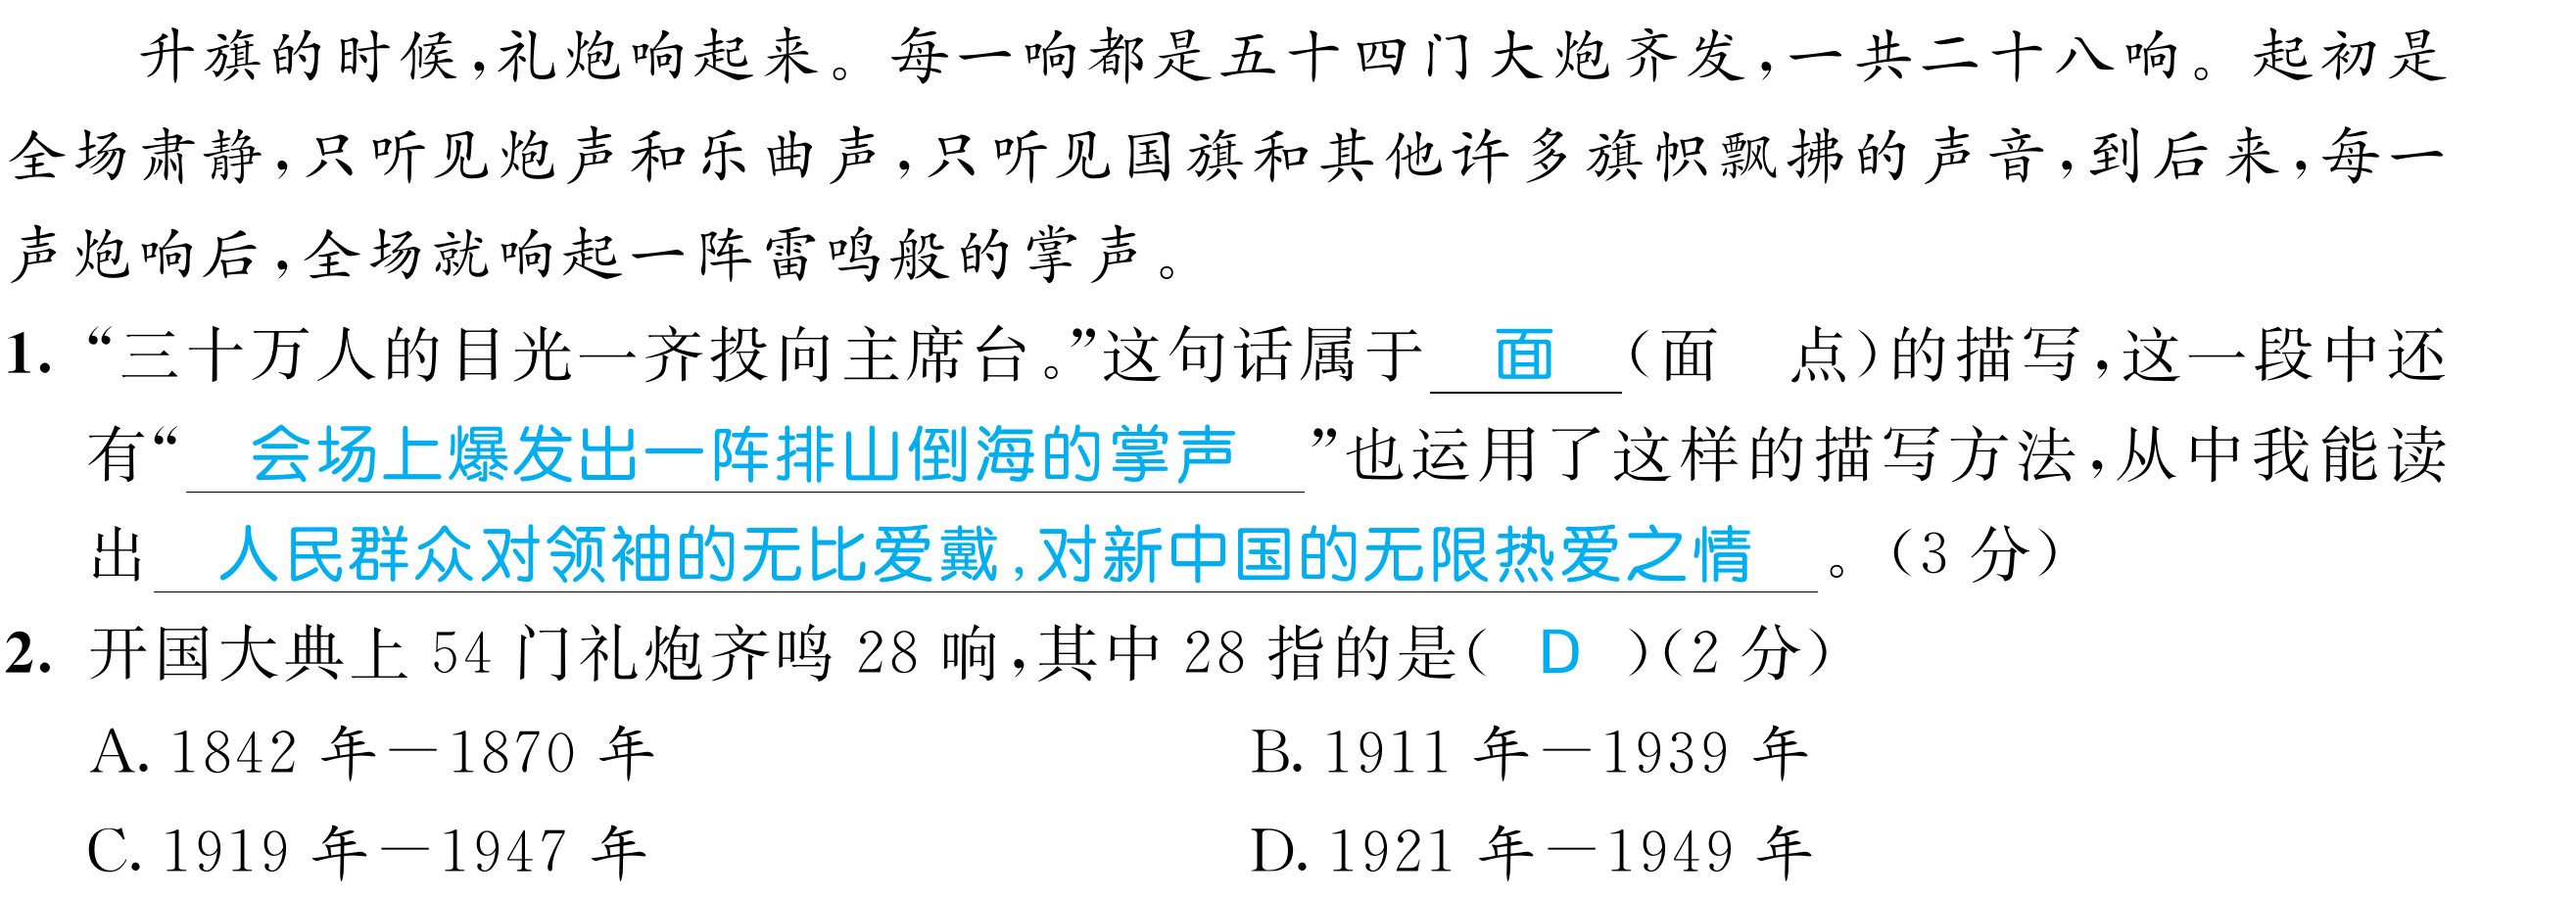 升旗的时候,礼炮响起来。每一响都是五十四门大炮齐发,一共二十八响。起初是
全场肃静,只听见炮声和乐曲声,只听见国旗和其他许多旗帜飘拂的声音,到后来,每一
声炮响后,全场就响起一阵雷鸣般的掌声。
1. “三十万人的目光一齐投向主席台。”这句话属于 面 (面 点)的描写,这一段中还
有“ 会场上爆发出一阵排山倒海的掌声 ”也运用了这样的描写方法,从中我能读
出 人民群众对领袖的无比爱戴,对新中国的无限热爱之情 。(3 分)
2. 开国大典上 54 门礼炮齐鸣 28 响,其中 28 指的是( D )(2 分)
A. 1842 年—1870 年 B. 1911 年—1939 年
C. 1919 年—1947 年 D. 1921 年—1949 年